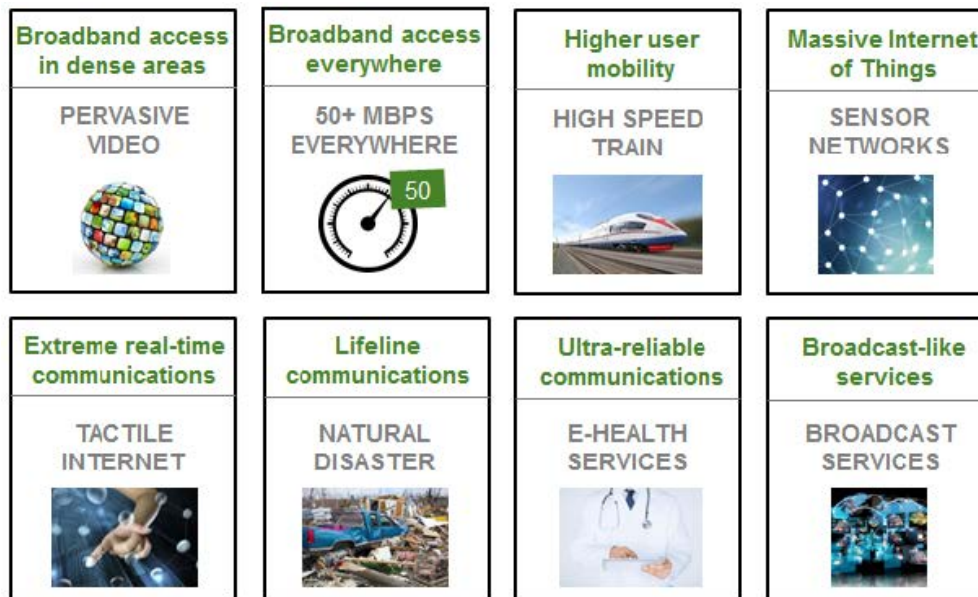 Broadband access
in dense areas
PERVASIVE
VIDEO
Broadband access
everywhere
50+ MBPS
EVERYWHERE
50
Higher user
mobility
HIGH SPEED
TRAIN
Massive Internet
of Things
SENSOR
NETWORKS
Extreme real-time
communications
TACTILE
INTERNET
Lifeline
communications
NATURAL
DISASTER
Ultra-reliable
communications
E-HEALTH
SERVICES
Broadcast-like
services
BROADCAST
SERVICES